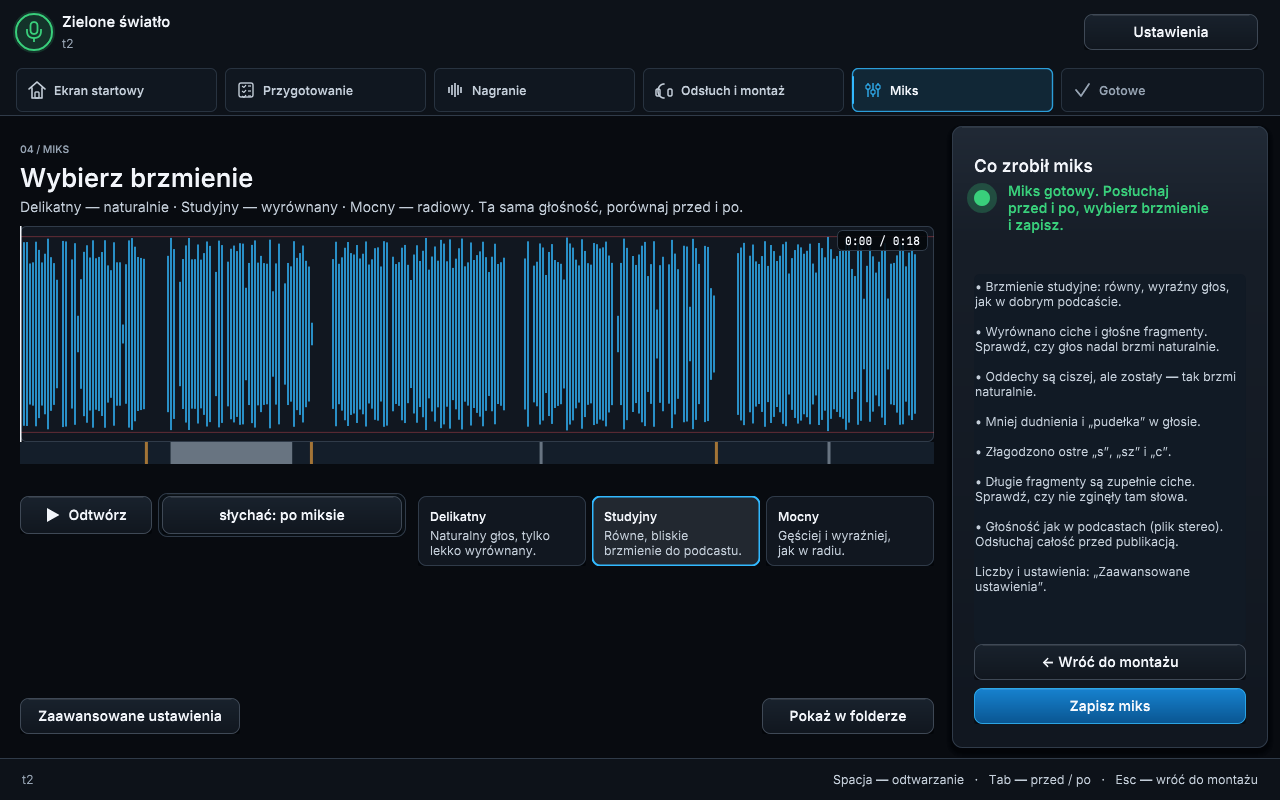 Zielone światło
t2
Ustawienia
Ekran startowy
Przygotowanie
Nagranie
Odsłuch i montaż
Miks
Gotowe
04 / MIKS
Wybierz brzmienie
Delikatny — naturalnie · Studyjny — wyrównany · Mocny — radiowy. Ta sama głośność, porównaj przed i po.
0:00 / 0:18
Odtwórz
słychać: po miksie
Delikatny
Naturalny głos, tylko
lekko wyrównany.
Studyjny
Równe, bliskie
brzmienie do podcastu.
Mocny
Gęściej i wyraźniej,
jak w radiu.
Zaawansowane ustawienia
Pokaż w folderze
Co zrobił miks
Miks gotowy. Posłuchaj
przed i po, wybierz brzmienie
i zapisz.
• Brzmienie studyjne: równy, wyraźny głos,
jak w dobrym podcaście.
• Wyrównano ciche i głośne fragmenty.
Sprawdź, czy głos nadal brzmi naturalnie.
• Oddechy są ciszej, ale zostały — tak brzmi
naturalnie.
• Mniej dudnienia i „pudełka” w głosie.
• Złagodzono ostre „s”, „sz” i „c”.
• Długie fragmenty są zupełnie ciche.
Sprawdź, czy nie zginęły tam słowa.
• Głośność jak w podcastach (plik stereo).
Odsłuchaj całość przed publikacją.
Liczby i ustawienia: „Zaawansowane
ustawienia”.
← Wróć do montażu
Zapisz miks
t2
Spacja — odtwarzanie · Tab — przed / po · Esc — wróć do montażu